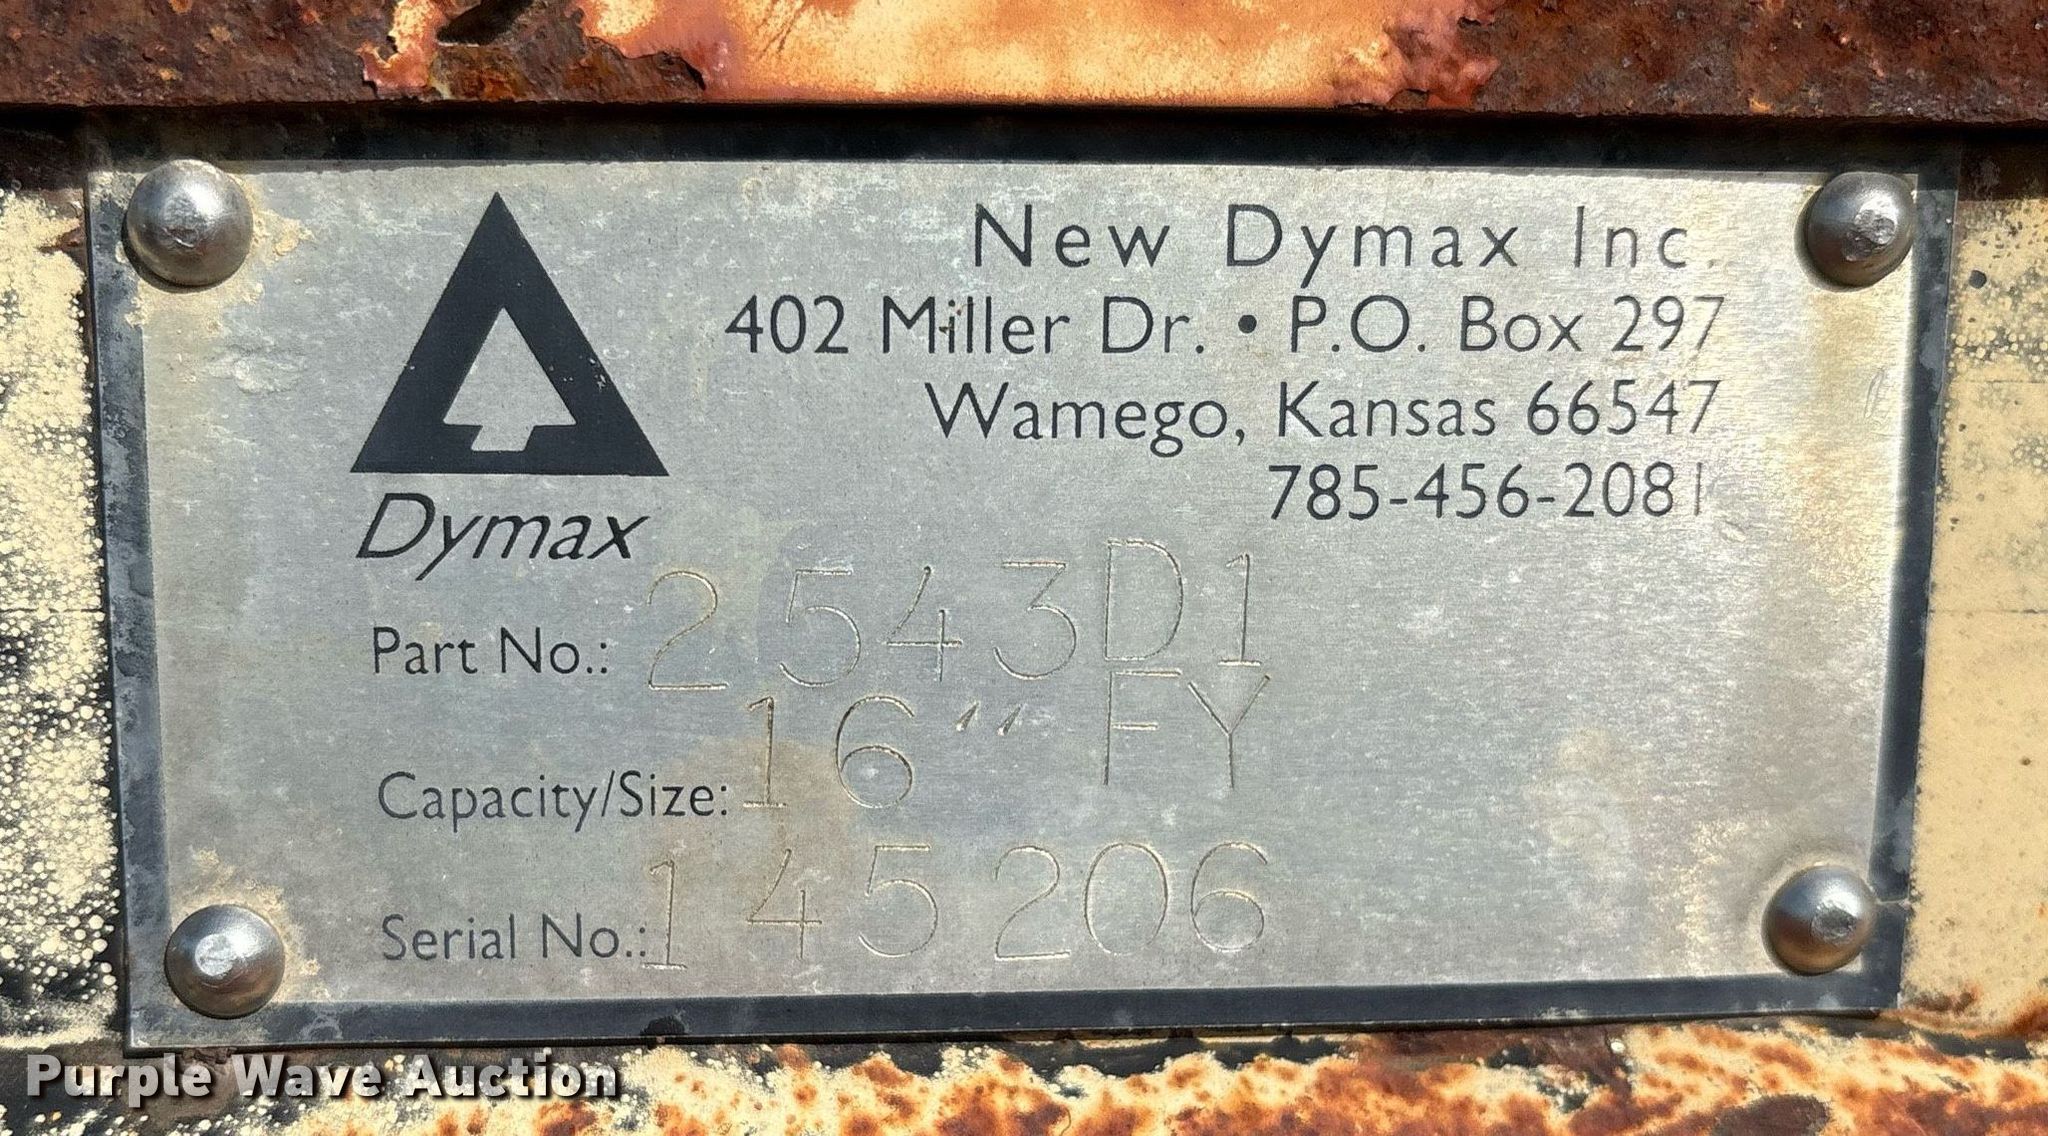 New Dymax Inc.
402 Miller Dr. • P.O. Box 297
Wamego, Kansas 66547
785-456-2081
Dymax
Part No.: 2543D1
Capacity/Size: 16" FY
Serial No.: 145206
Purple Wave Auction